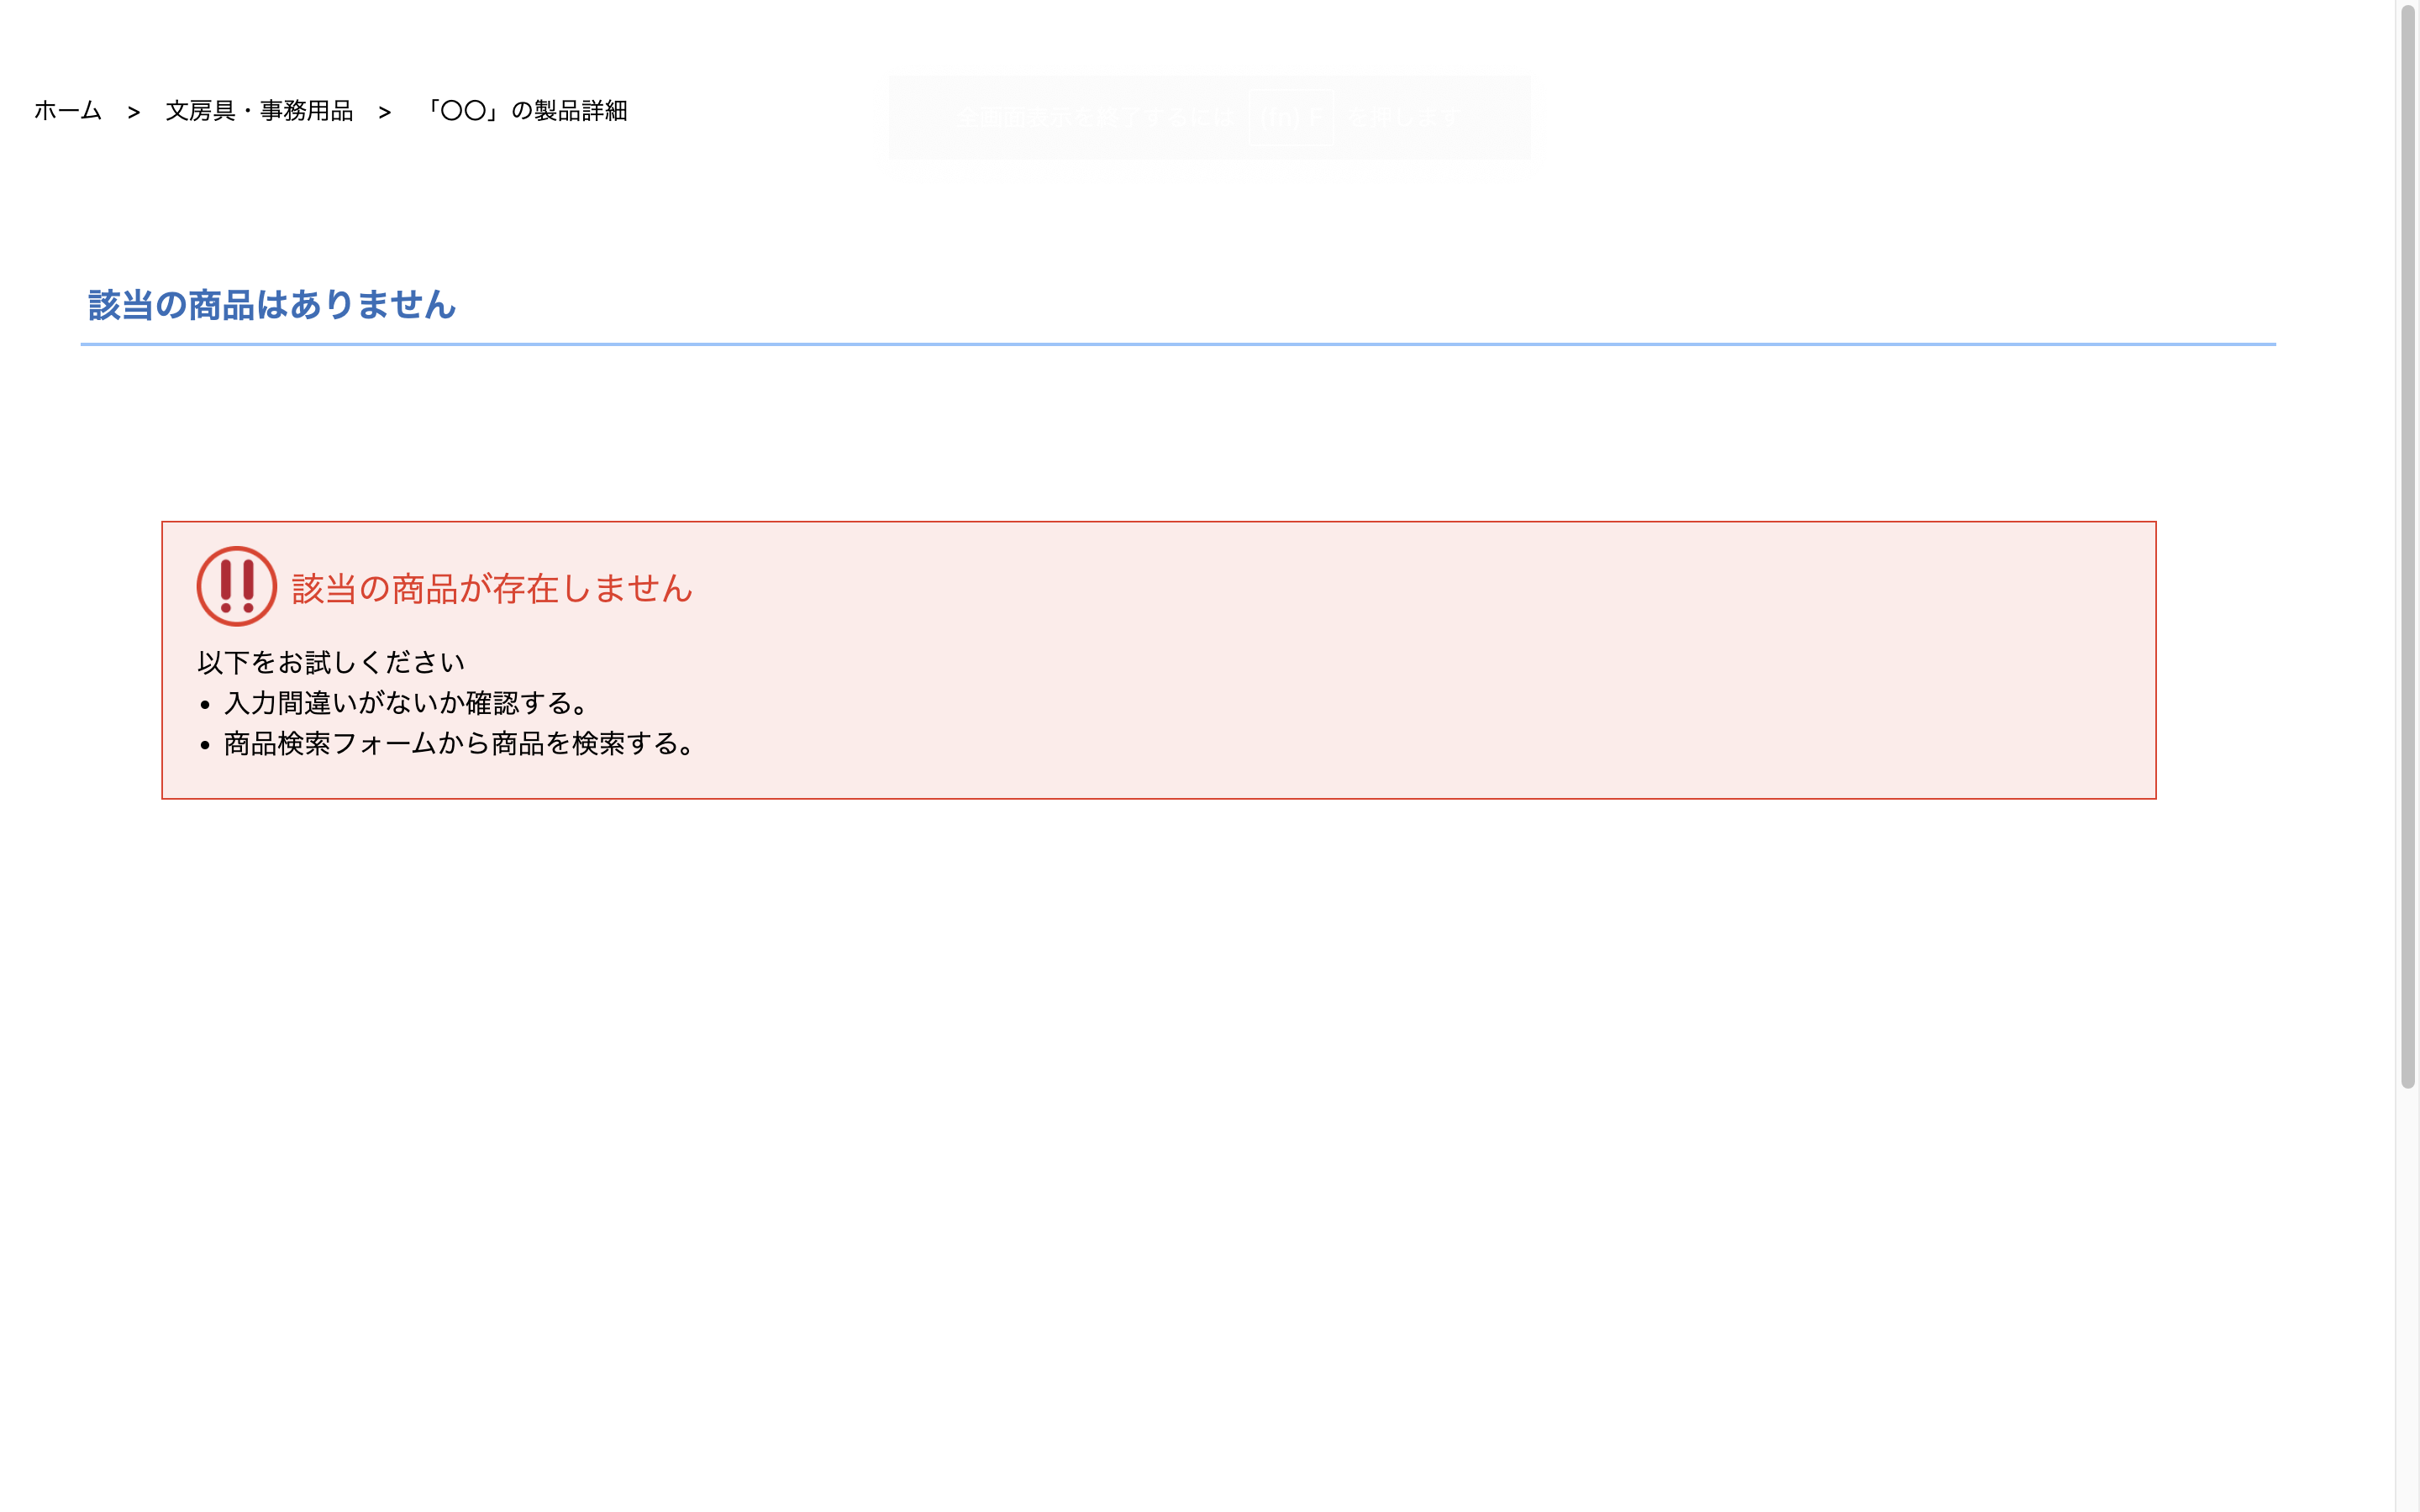 ホーム > 文房具・事務用品 > 「〇〇」の製品詳細
全画面表示を終了するには fn F を押します
該当の商品はありません
該当の商品が存在しません
以下をお試しください
• 入力間違いがないか確認する。
• 商品検索フォームから商品を検索する。